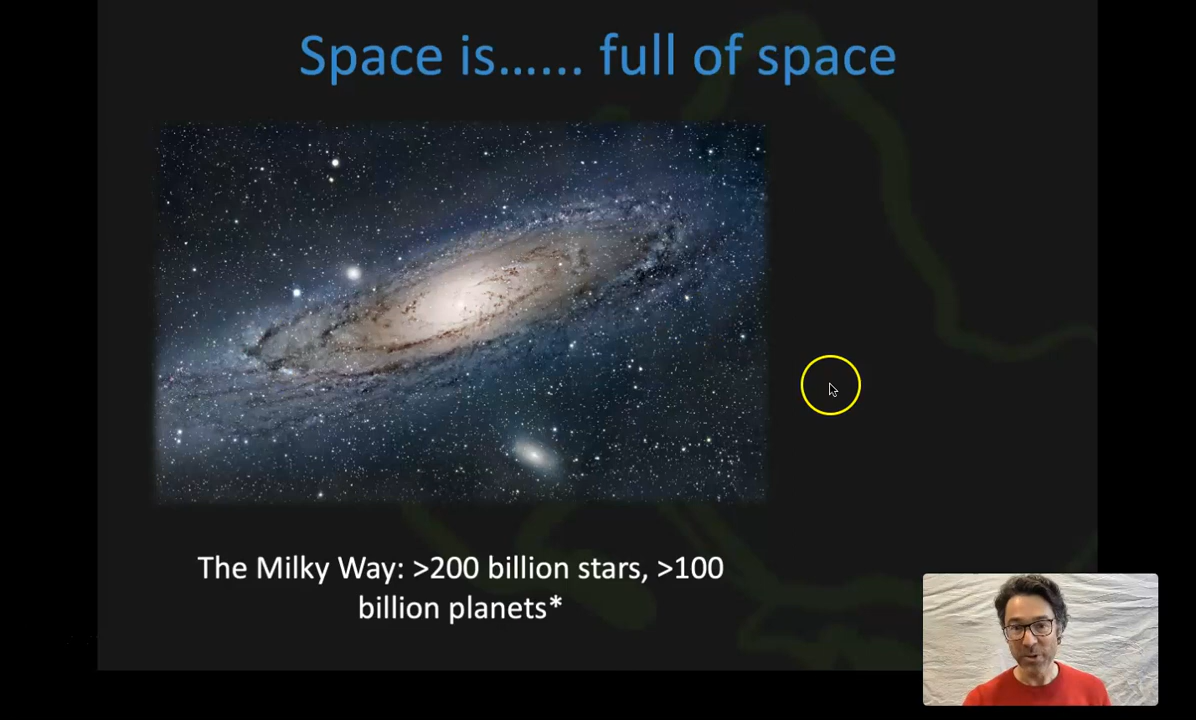 Space is...... full of space
The Milky Way: >200 billion stars, >100
billion planets*